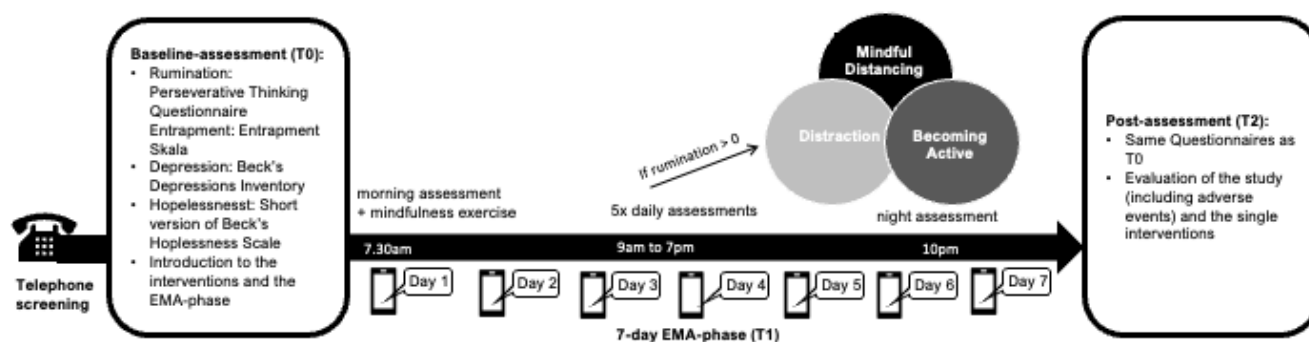 Telephone
screening
Baseline-assessment (T0):
• Rumination:
Perseverative Thinking
Questionnaire
Entrapment: Entrapment
Skala
• Depression: Beck's
Depressions Inventory
• Hopelessnesst: Short
version of Beck's
Hoplessness Scale
• Introduction to the
interventions and the
EMA-phase
morning assessment
+ mindfulness exercise
7.30am
If rumination > 0
5x daily assessments
9am to 7pm
Mindful
Distancing
Distraction
Becoming
Active
night assessment
10pm
Day 1
Day 2
Day 3
Day 4
Day 5
Day 6
Day 7
7-day EMA-phase (T1)
Post-assessment (T2):
• Same Questionnaires as
T0
• Evaluation of the study
(including adverse
events) and the single
interventions